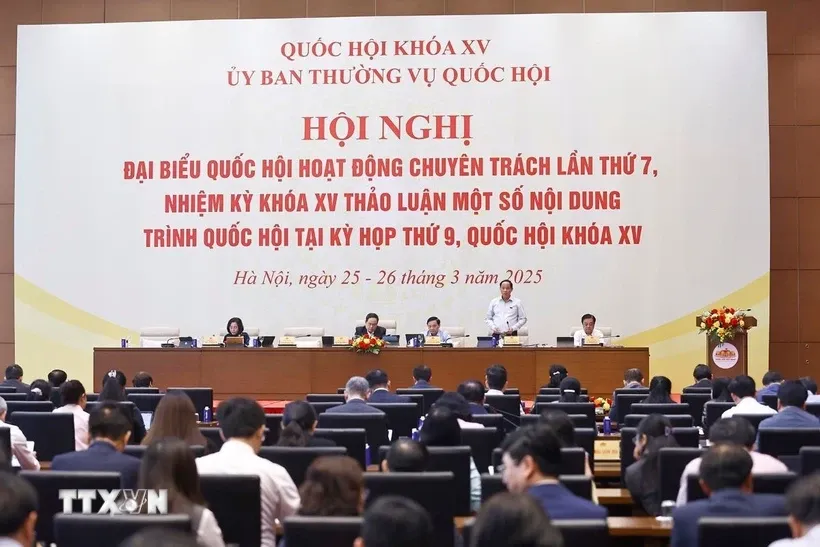 QUỐC HỘI KHÓA XV
ỦY BAN THƯỜNG VỤ QUỐC HỘI
HỘI NGHỊ
ĐẠI BIỂU QUỐC HỘI HOẠT ĐỘNG CHUYÊN TRÁCH LẦN THỨ 7,
NHIỆM KỲ KHÓA XV THẢO LUẬN MỘT SỐ NỘI DUNG
TRÌNH QUỐC HỘI TẠI KỲ HỌP THỨ 9, QUỐC HỘI KHÓA XV
Hà Nội, ngày 25 - 26 tháng 3 năm 2025
TTXVN